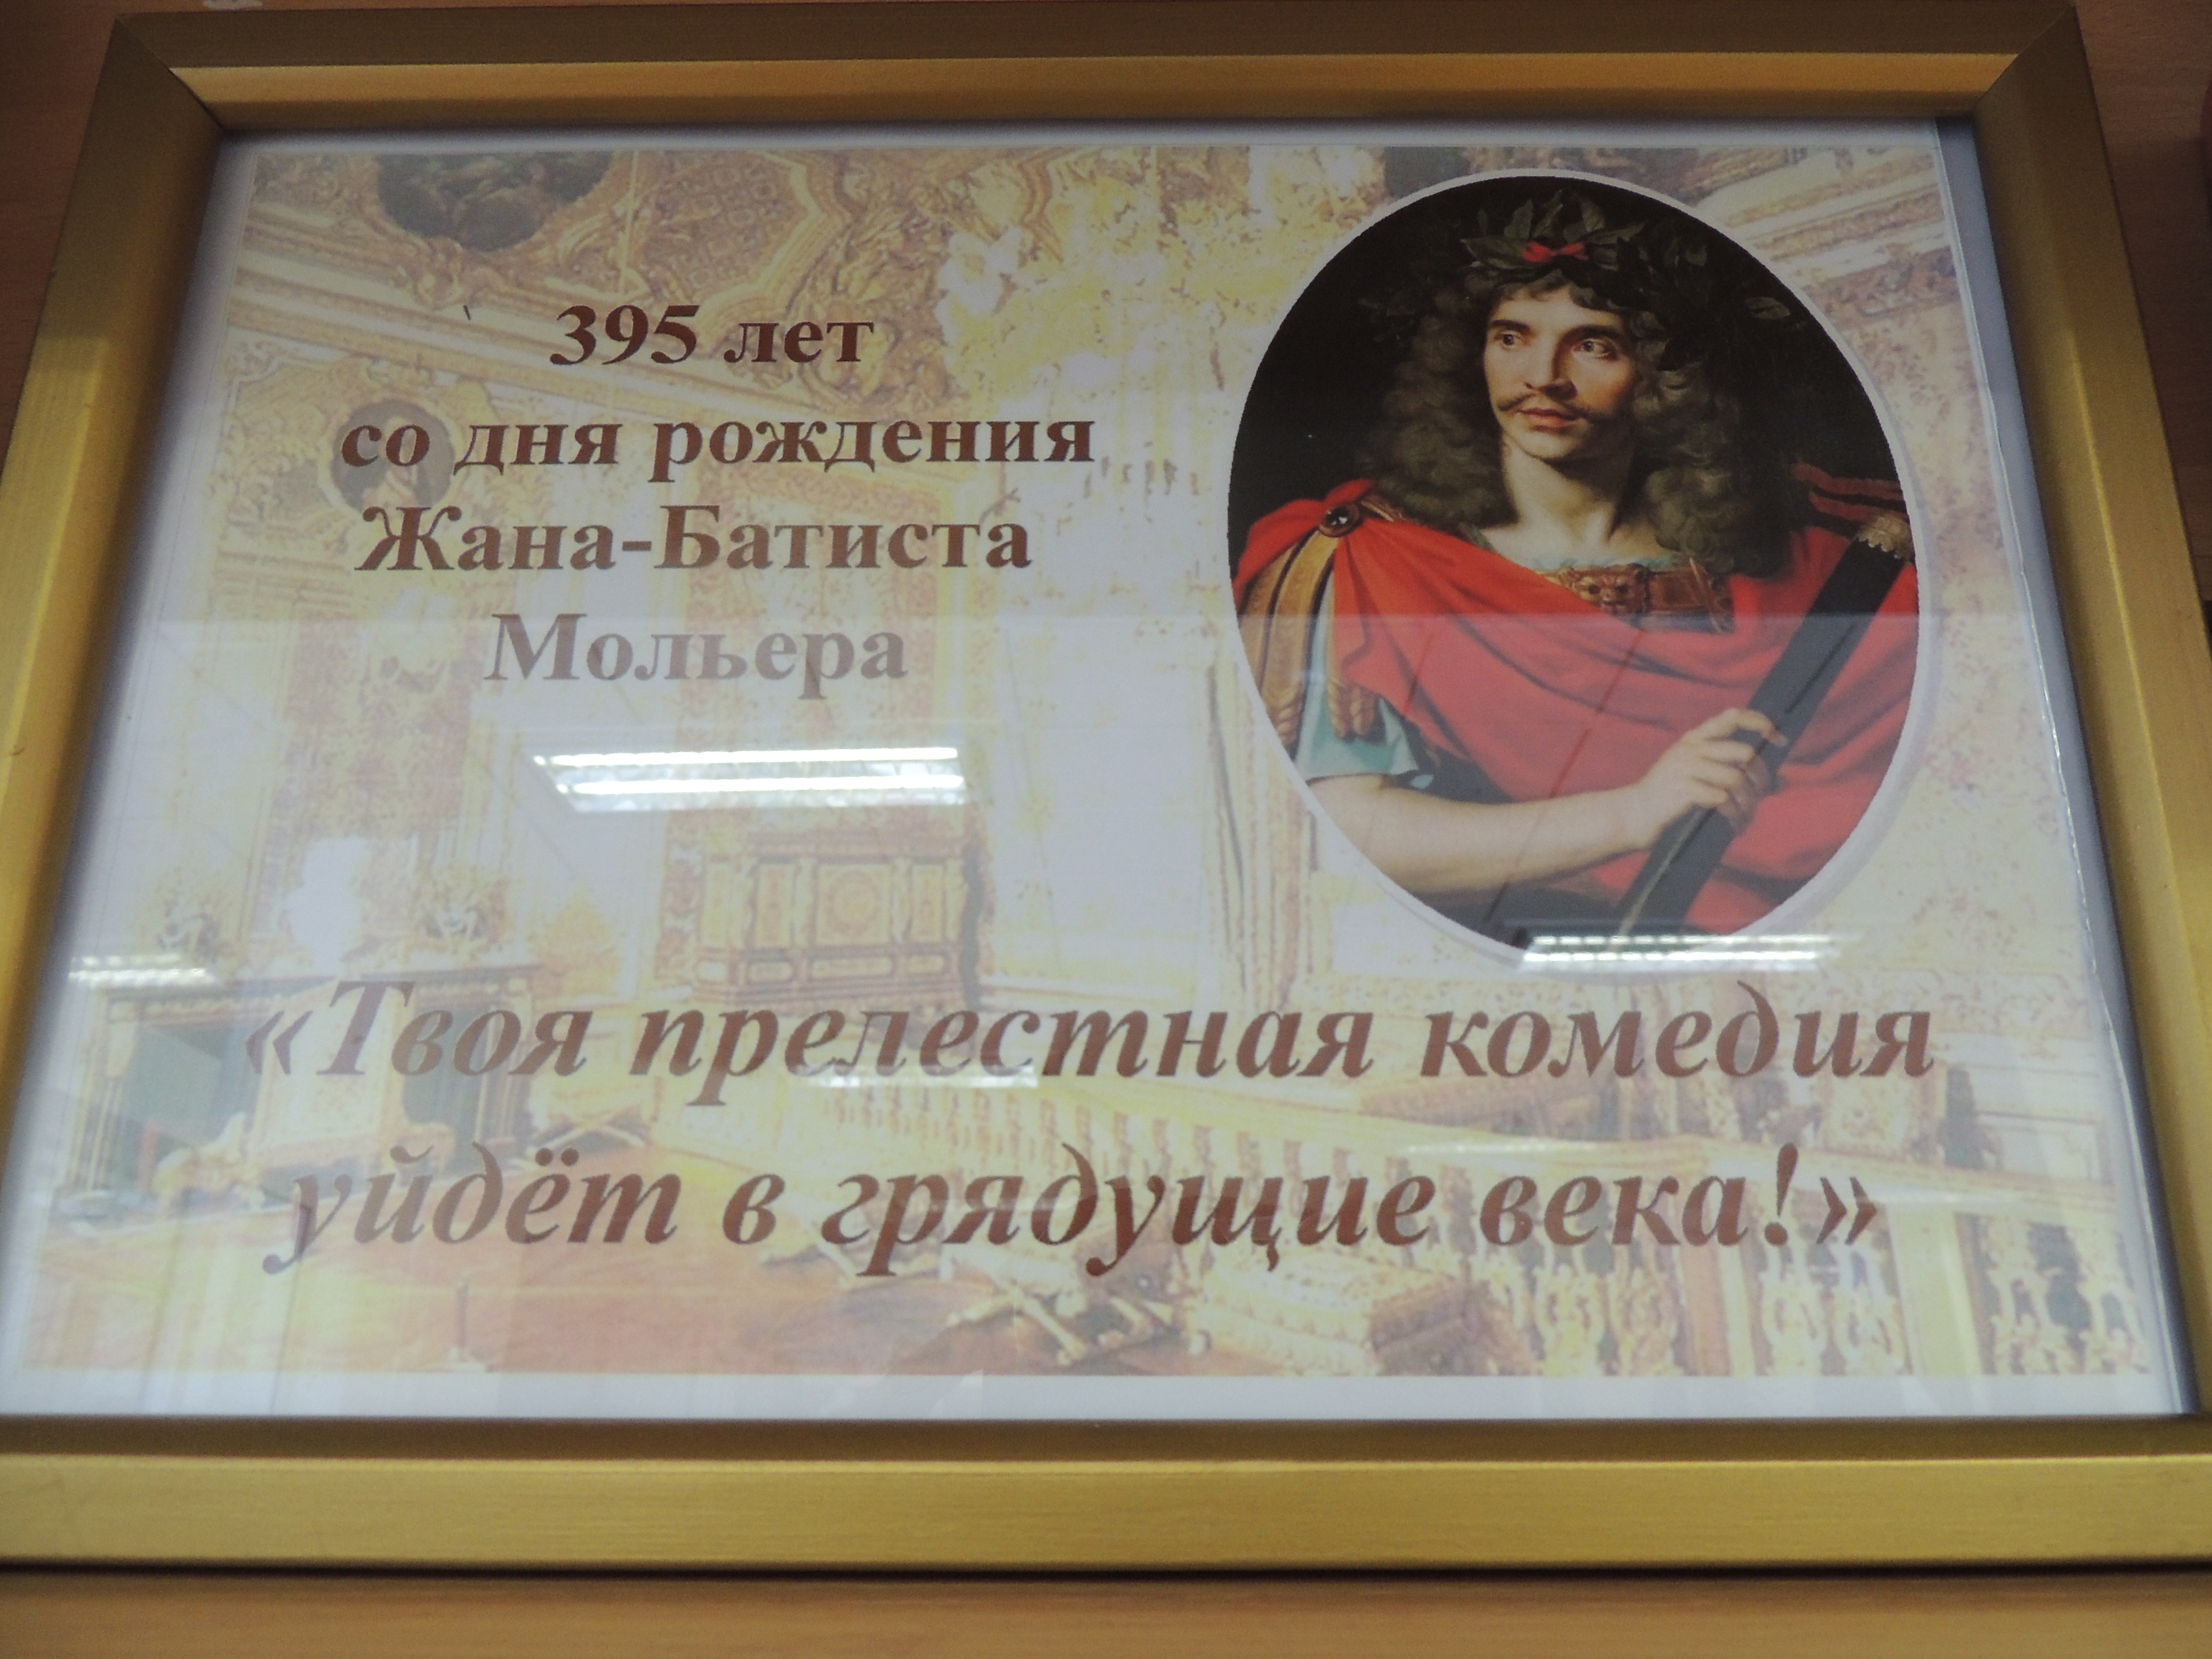 395 лет
со дня рождения
Жана-Батиста
Мольера
«Твоя прелестная комедия
уйдёт в грядущие века!»